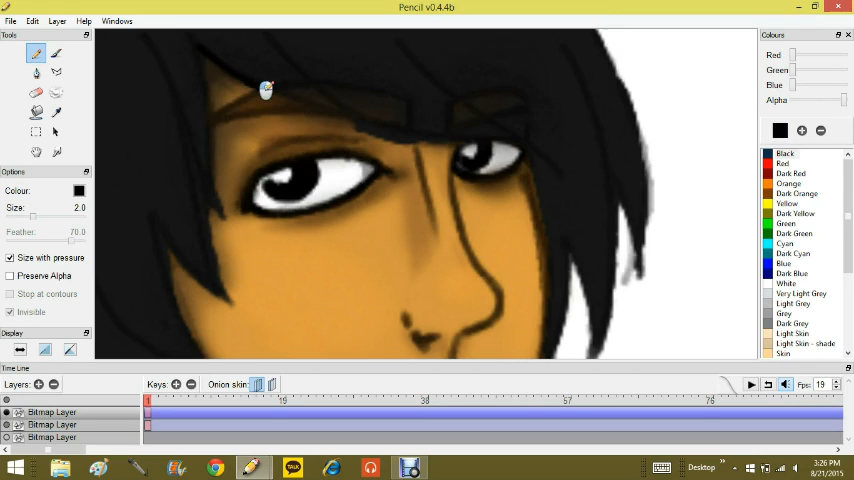 Pencil v0.4.4b
File Edit Layer Help Windows
Tools
Options
Colour:
Size: 2.0
Feather: 70.0
Size with pressure
Preserve Alpha
Stop at contours
Invisible
Display
Colours
Red
Green
Blue
Alpha
Black
Red
Dark Red
Orange
Dark Orange
Yellow
Dark Yellow
Green
Dark Green
Cyan
Dark Cyan
Blue
Dark Blue
White
Very Light Grey
Light Grey
Grey
Dark Grey
Light Skin
Light Skin - shade
Skin
Time Line
Layers: Keys: Onion skin: Fps: 19
1 19 38 57 76
Bitmap Layer
Bitmap Layer
Bitmap Layer
TALK
Desktop
3:26 PM
8/21/2015